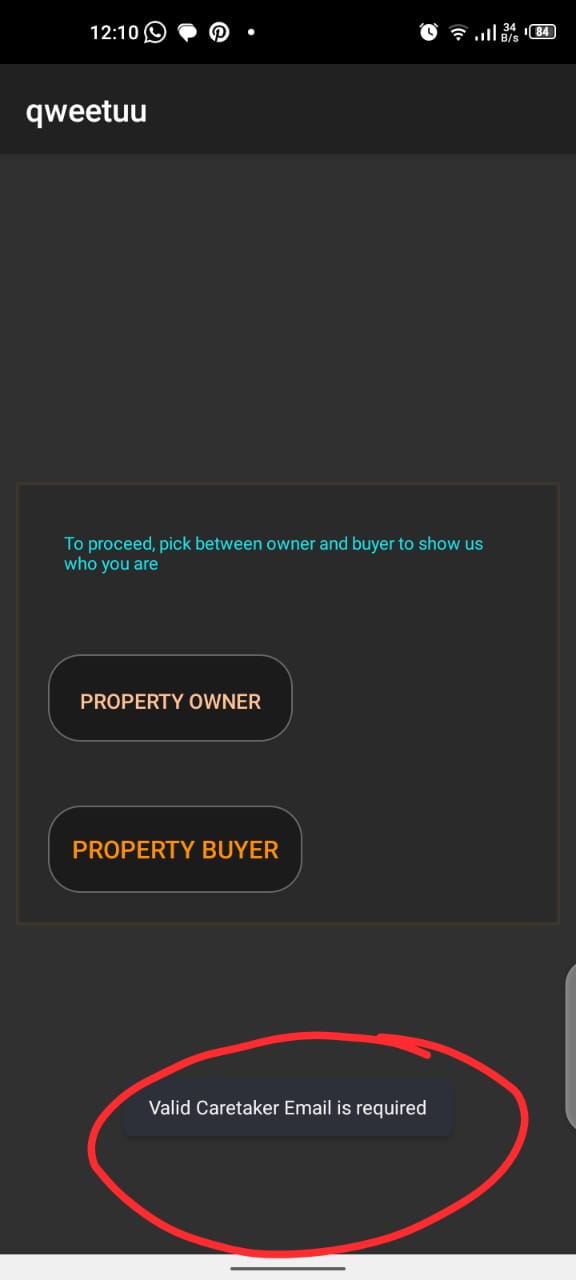 12:10
34
B/s
84
qweetuu
To proceed, pick between owner and buyer to show us
who you are
PROPERTY OWNER
PROPERTY BUYER
Valid Caretaker Email is required